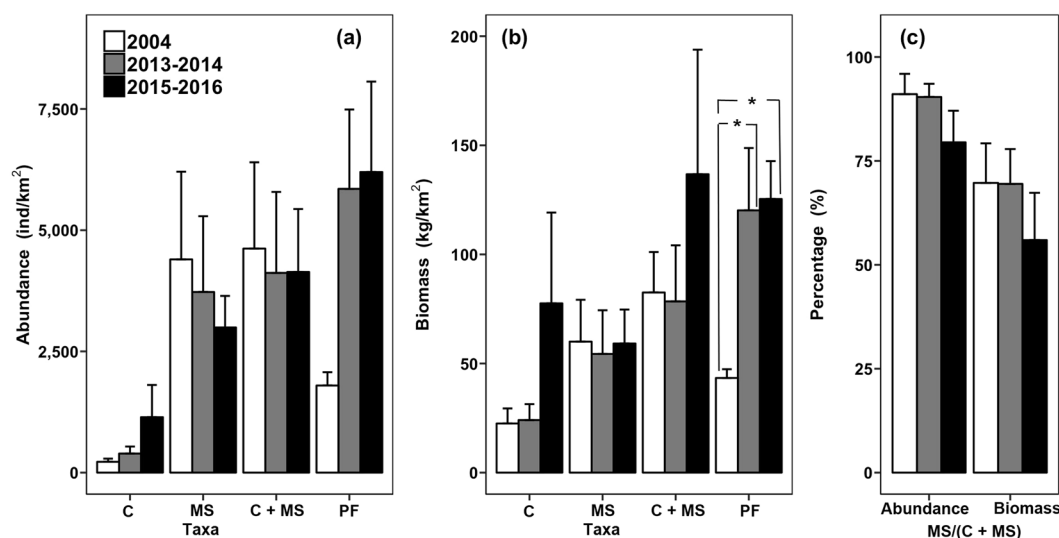 (a)
2004
2013-2014
2015-2016
7,500
5,000
2,500
0
Abundance (ind/km²)
C MS C + MS PF
Taxa
(b)
200
150
100
50
0
Biomass (kg/km²)
*
*
C MS C + MS PF
Taxa
(c)
100
75
50
25
0
Percentage (%)
Abundance Biomass
MS/(C + MS)